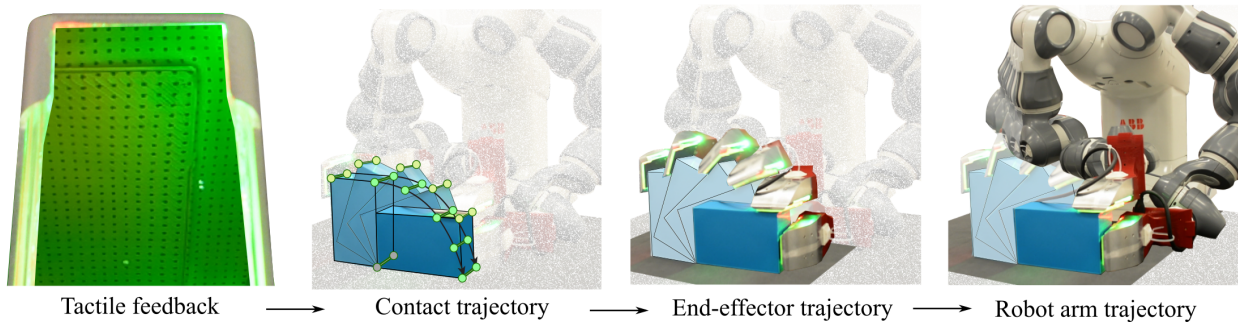 ABB
Tactile feedback
Contact trajectory
End-effector trajectory
Robot arm trajectory